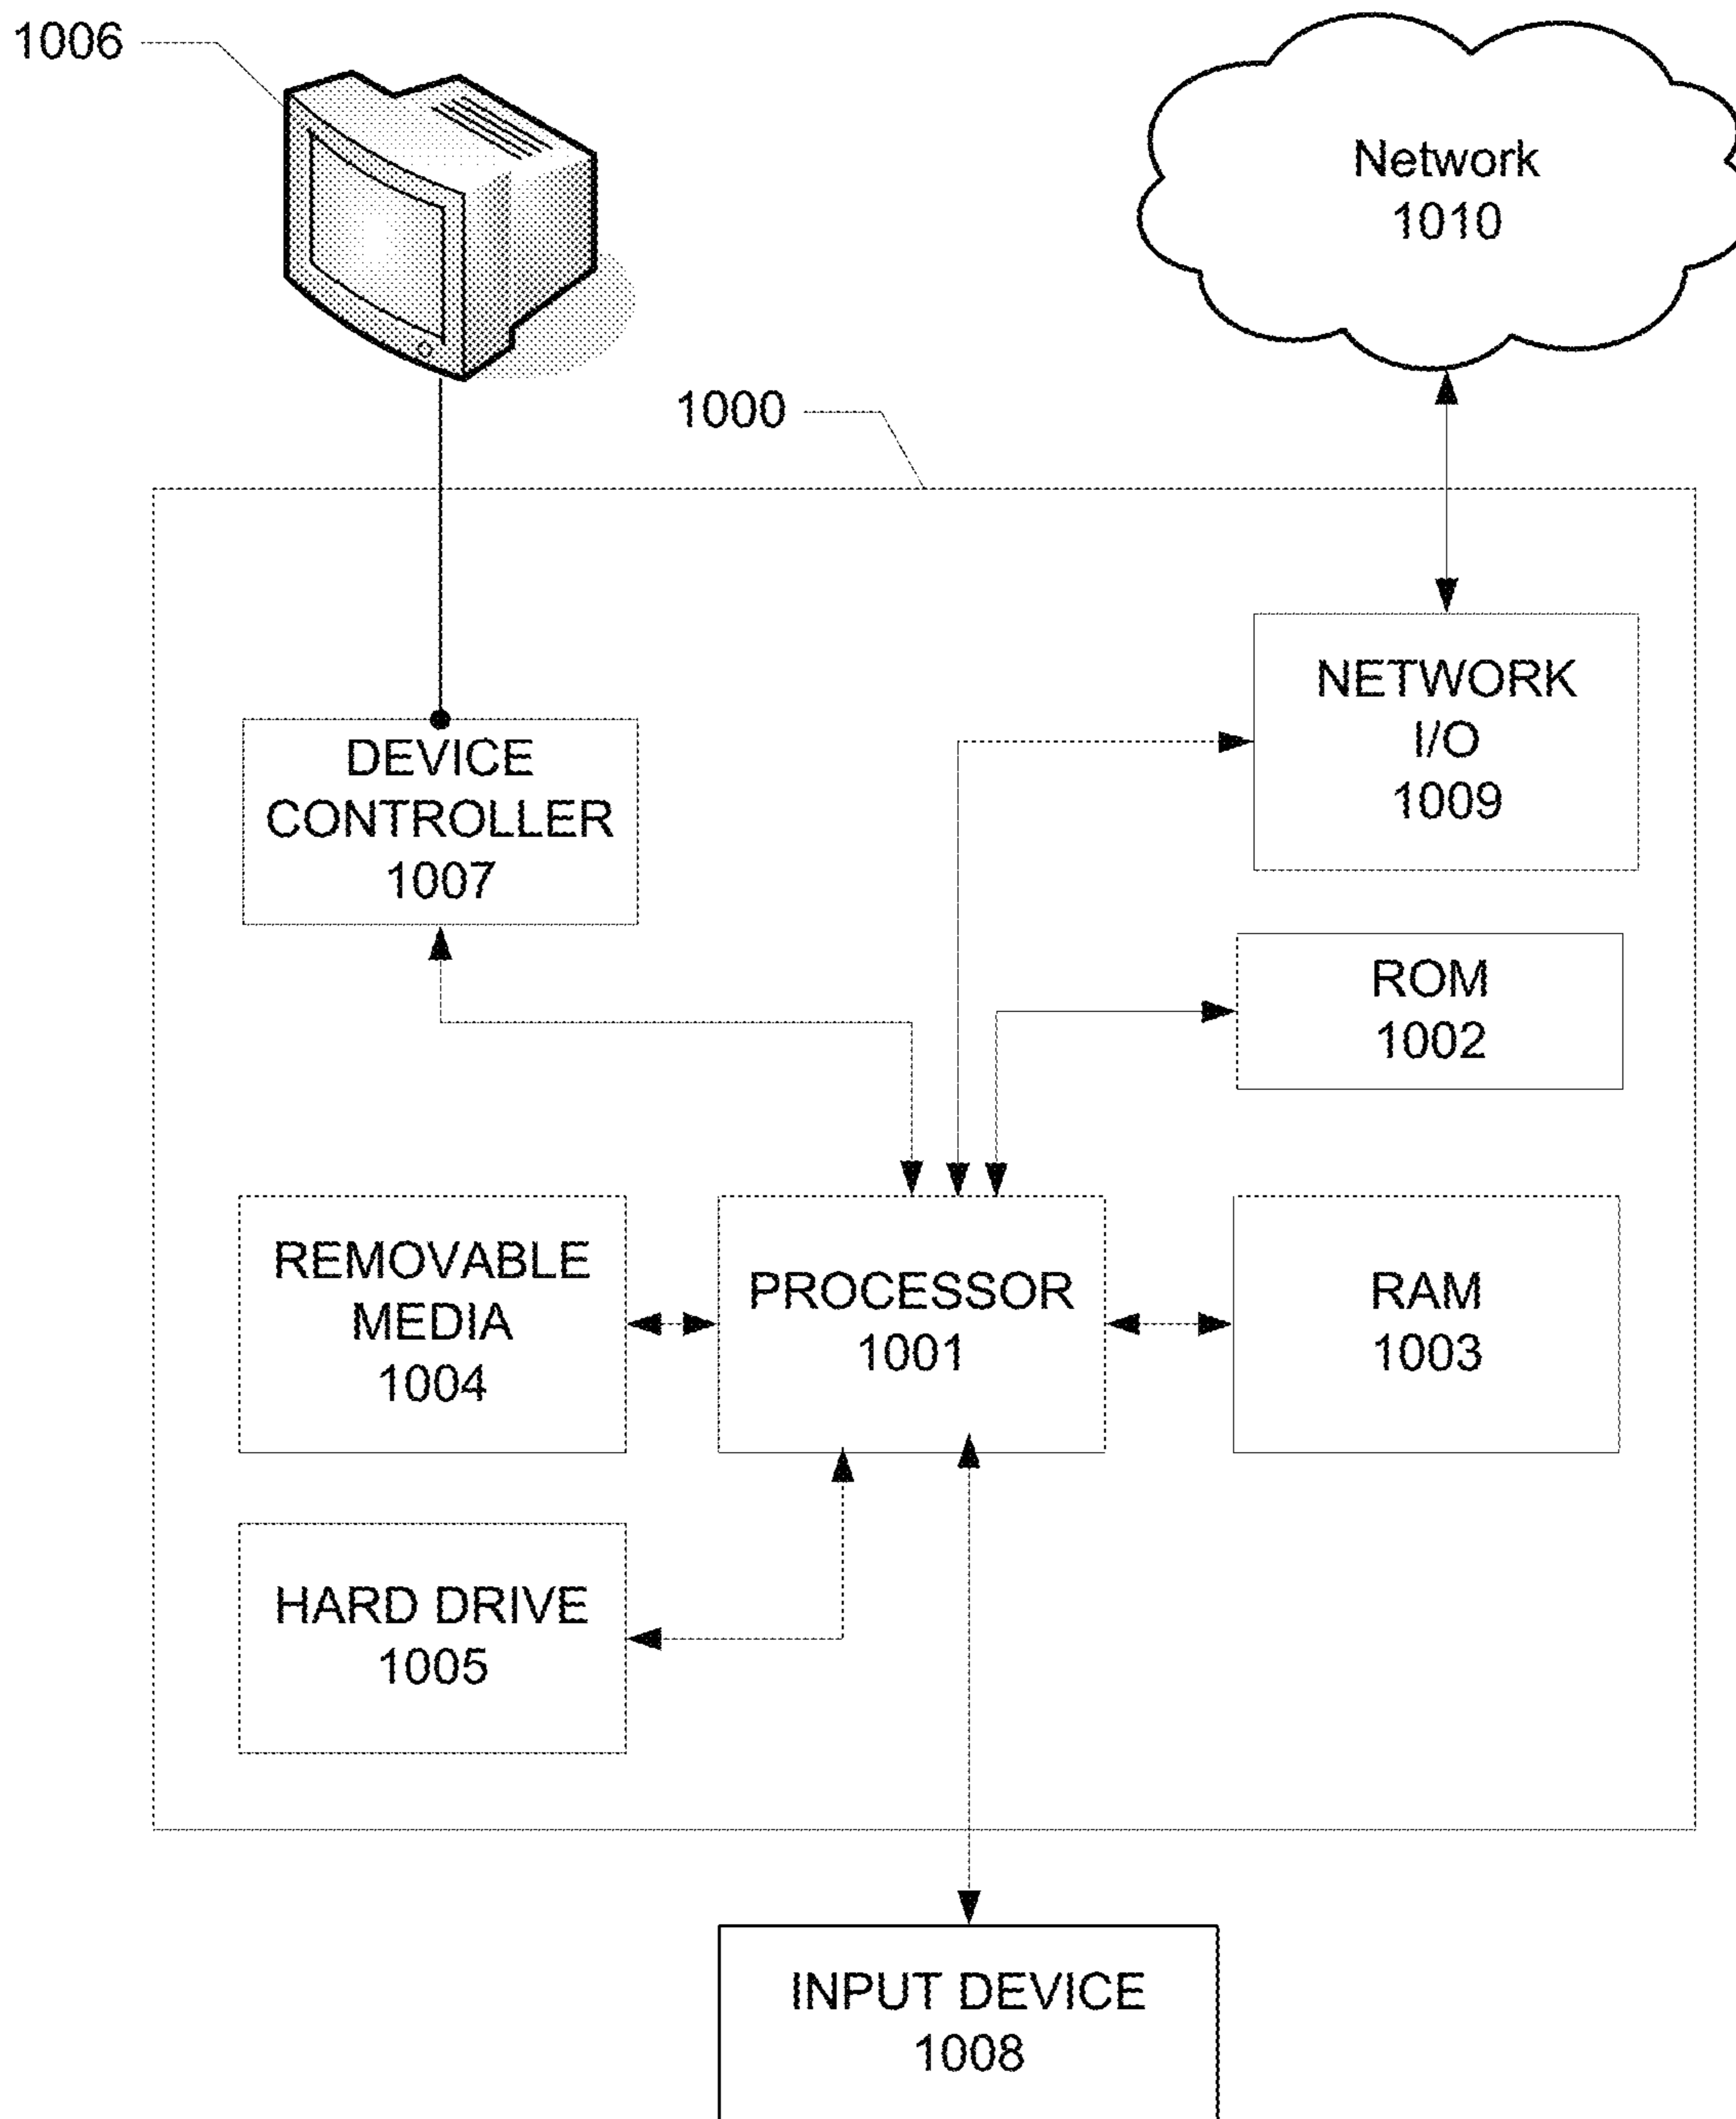 1006
Network
1010
1000
NETWORK
I/O
1009
DEVICE
CONTROLLER
1007
ROM
1002
REMOVABLE
MEDIA
1004
PROCESSOR
1001
RAM
1003
HARD DRIVE
1005
INPUT DEVICE
1008